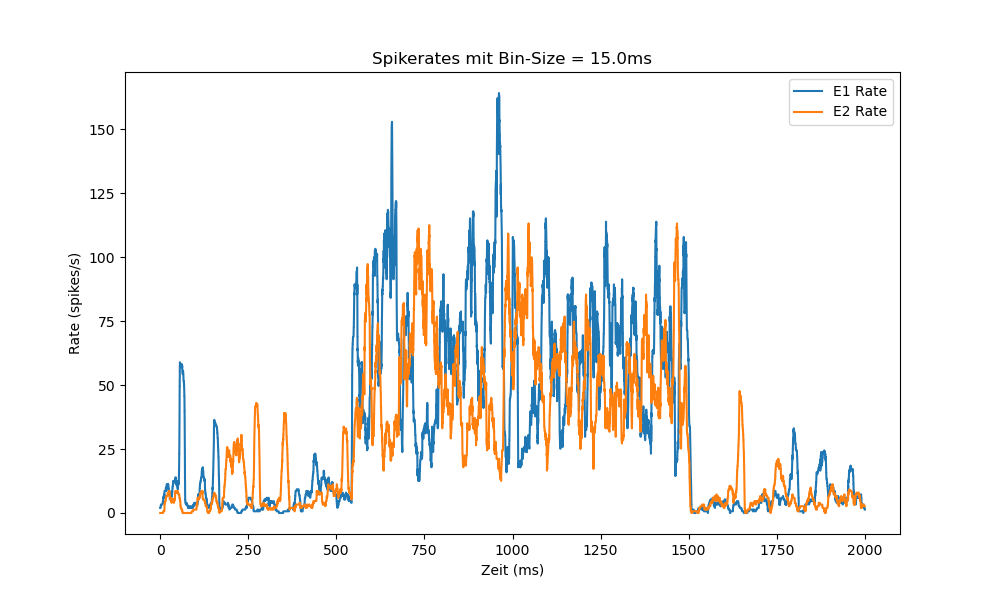 Spikerates mit Bin-Size = 15.0ms
E1 Rate
E2 Rate
150
125
100
75
50
25
0
Rate (spikes/s)
0 250 500 750 1000 1250 1500 1750 2000
Zeit (ms)